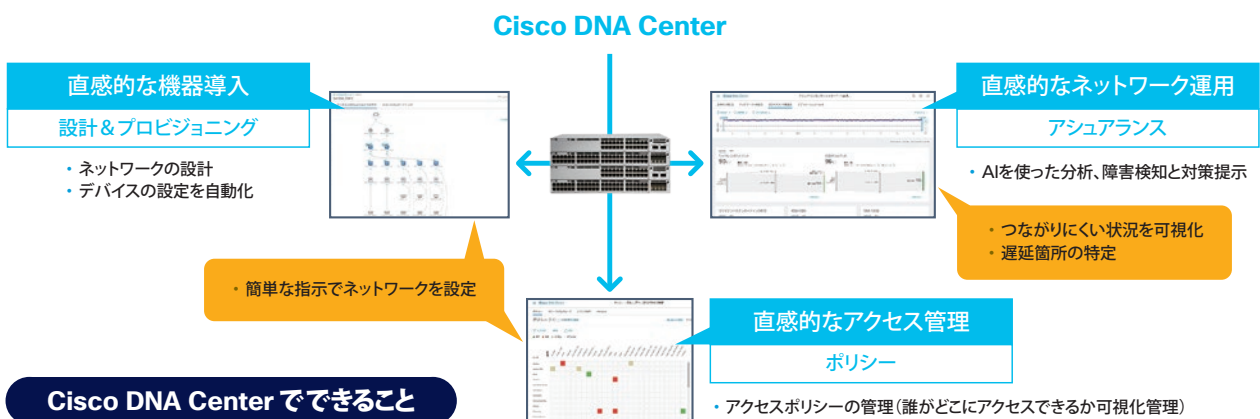 Cisco DNA Center
直感的な機器導入
設計＆プロビジョニング
・ネットワークの設計
・デバイスの設定を自動化
直感的なネットワーク運用
アシュアランス
・AIを使った分析、障害検知と対策提示
・つながりにくい状況を可視化
・遅延箇所の特定
・簡単な指示でネットワークを設定
直感的なアクセス管理
ポリシー
・アクセスポリシーの管理（誰がどこにアクセスできるか可視化管理）
Cisco DNA Center でできること